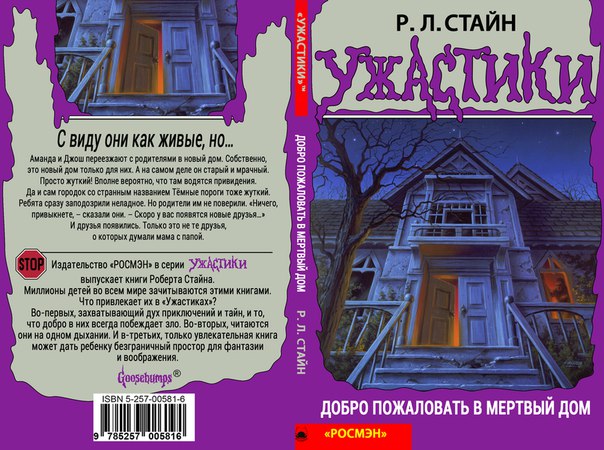 С виду они как живые, но...
Аманда и Джош переезжают с родителями в новый дом. Собственно,
это новый дом только для них. А на самом деле он старый и мрачный.
Просто жуткий! Вполне вероятно, что там водятся привидения.
Да и сам городок со странным названием Тёмные пороги тоже жуткий.
Ребята сразу заподозрили неладное. Но родители им не поверили. «Ничего,
привыкнете, – сказали они. – Скоро у вас появятся новые друзья...»
И друзья появились. Только это не те друзья,
о которых думали мама с папой.
STOP
Издательство «РОСМЭН» в серии УЖАСТИКИ
выпускает книги Роберта Стайна.
Миллионы детей во всем мире зачитываются этими книгами.
Что привлекает их в «Ужастиках»?
Во-первых, захватывающий дух приключений и тайн, и то,
что добро в них всегда побеждает зло. Во-вторых, читаются
они на одном дыхании. И в-третьих, только увлекательная книга
может дать ребенку безграничный простор для фантазии
и воображения.
Goosebumps®
ISBN 5-257-00581-6
9 785257 005816
«УЖАСТИКИ»™
ДОБРО ПОЖАЛОВАТЬ В МЕРТВЫЙ ДОМ
Р. Л. СТАЙН
Р. Л. СТАЙН
УЖАСТИКИ
ДОБРО ПОЖАЛОВАТЬ В МЕРТВЫЙ ДОМ
«РОСМЭН»